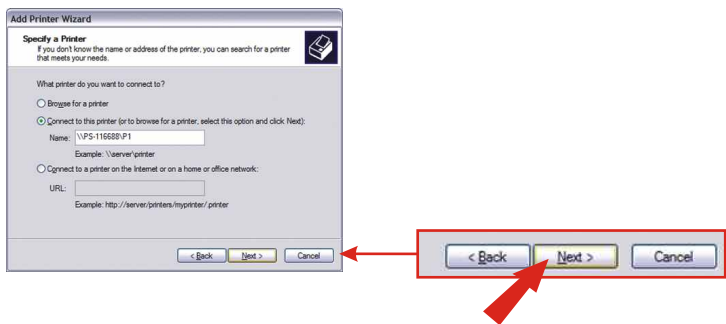 Add Printer Wizard
Specify a Printer
If you don't know the name or address of the printer, you can search for a printer
that meets your needs.
What printer do you want to connect to?
Browse for a printer
Connect to this printer (or to browse for a printer, select this option and click Next):
Name: \\PS-116688\P1
Example: \\server\printer
Connect to a printer on the Internet or on a home or office network:
URL:
Example: http://server/printers/myprinter/.printer
< Back Next > Cancel
< Back Next > Cancel